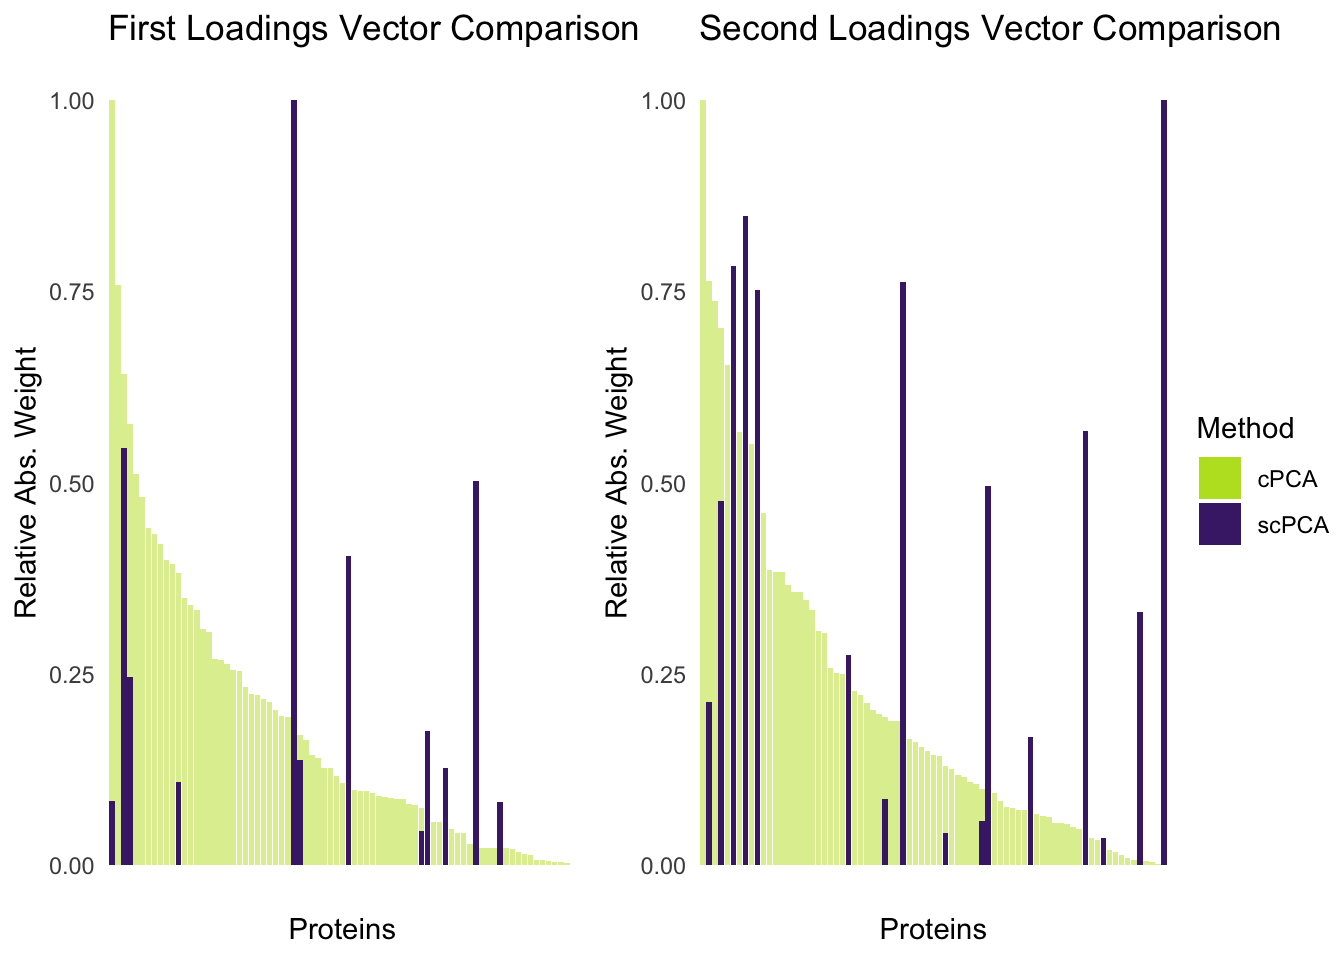 First Loadings Vector Comparison
1.00
0.75
0.50
0.25
0.00
Relative Abs. Weight
Proteins
Second Loadings Vector Comparison
1.00
0.75
0.50
0.25
0.00
Relative Abs. Weight
Proteins
Method
cPCA
scPCA